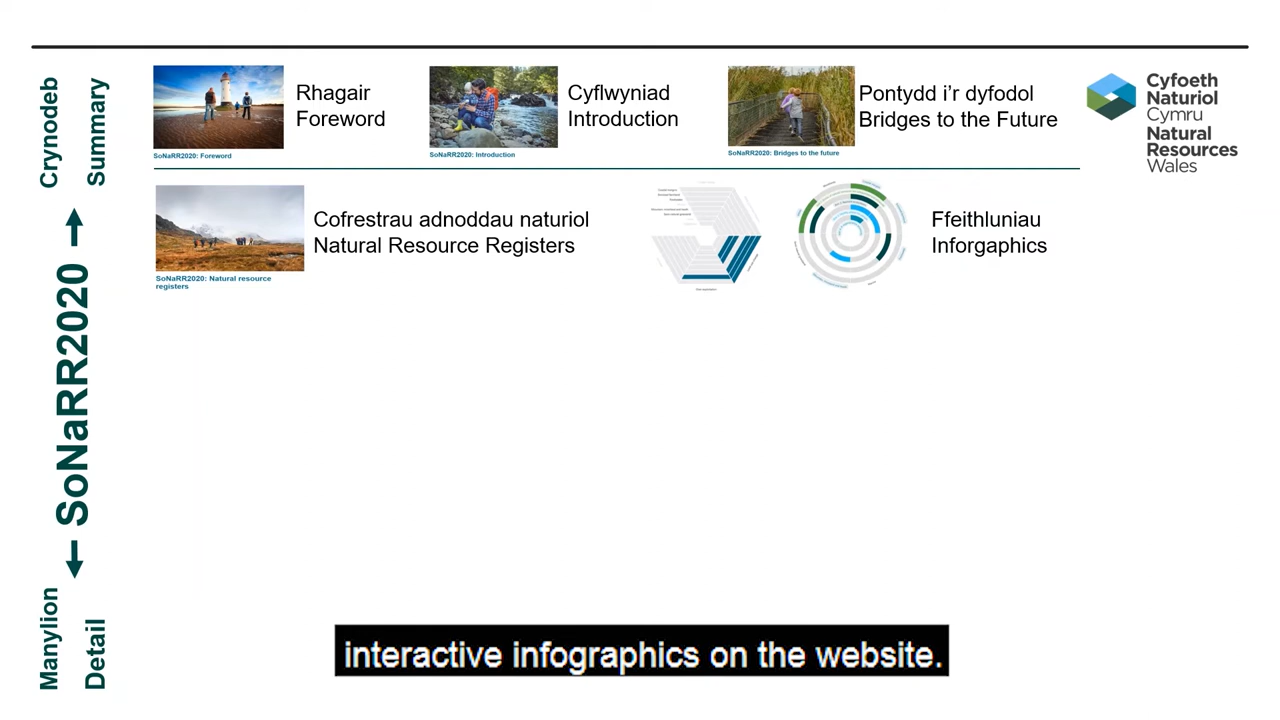 Crynodeb
Summary
SoNaRR2020
Manylion
Detail
Rhagair
Foreword
SoNaRR2020: Foreword
Cyflwyniad
Introduction
SoNaRR2020: Introduction
Pontydd i’r dyfodol
Bridges to the Future
SoNaRR2020: Bridges to the future
Cyfoeth
Naturiol
Cymru
Natural
Resources
Wales
Cofrestrau adnoddau naturiol
Natural Resource Registers
SoNaRR2020: Natural resource
registers
Ffeithluniau
Inforgaphics
interactive infographics on the website.